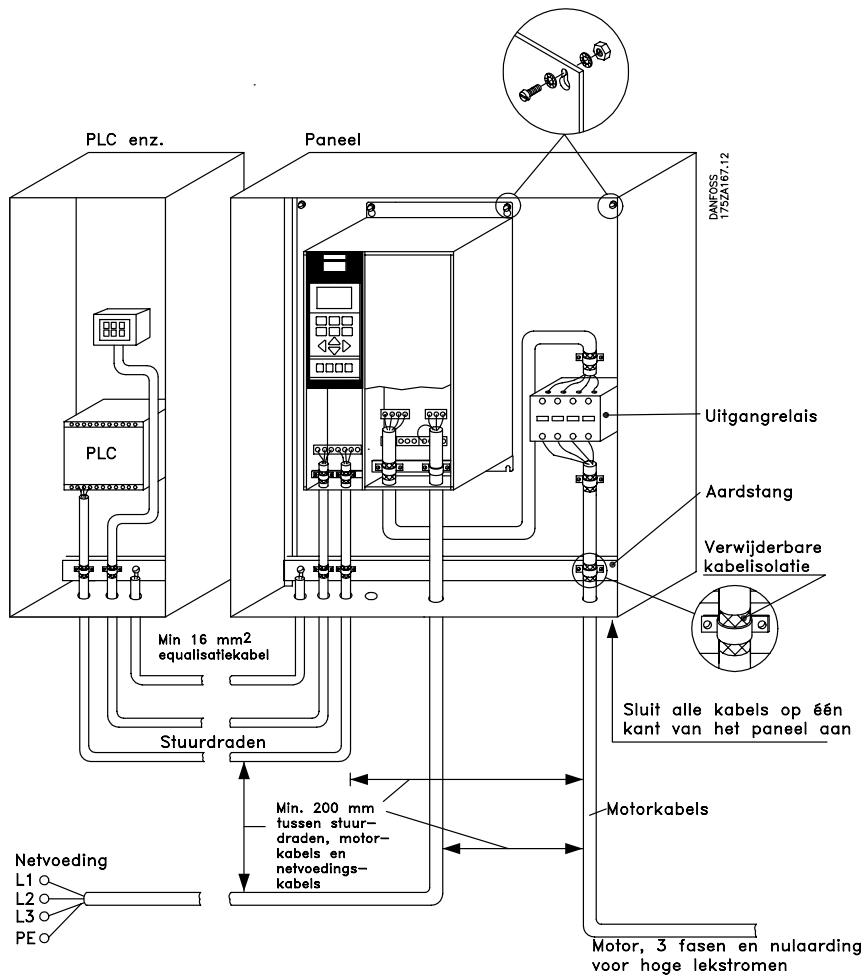 PLC enz.
Paneel
DANFOSS
175ZA167.12
PLC
Uitgangrelais
Aardstang
Verwijderbare
kabelisolatie
Min 16 mm2
equalisatiekabel
Sluit alle kabels op één
kant van het paneel aan
Stuurdraden
Min. 200 mm
tussen stuur-
draden, motor-
kabels en
netvoedings-
kabels
Motorkabels
Netvoeding
L1
L2
L3
PE
Motor, 3 fasen en nulaarding
voor hoge lekstromen